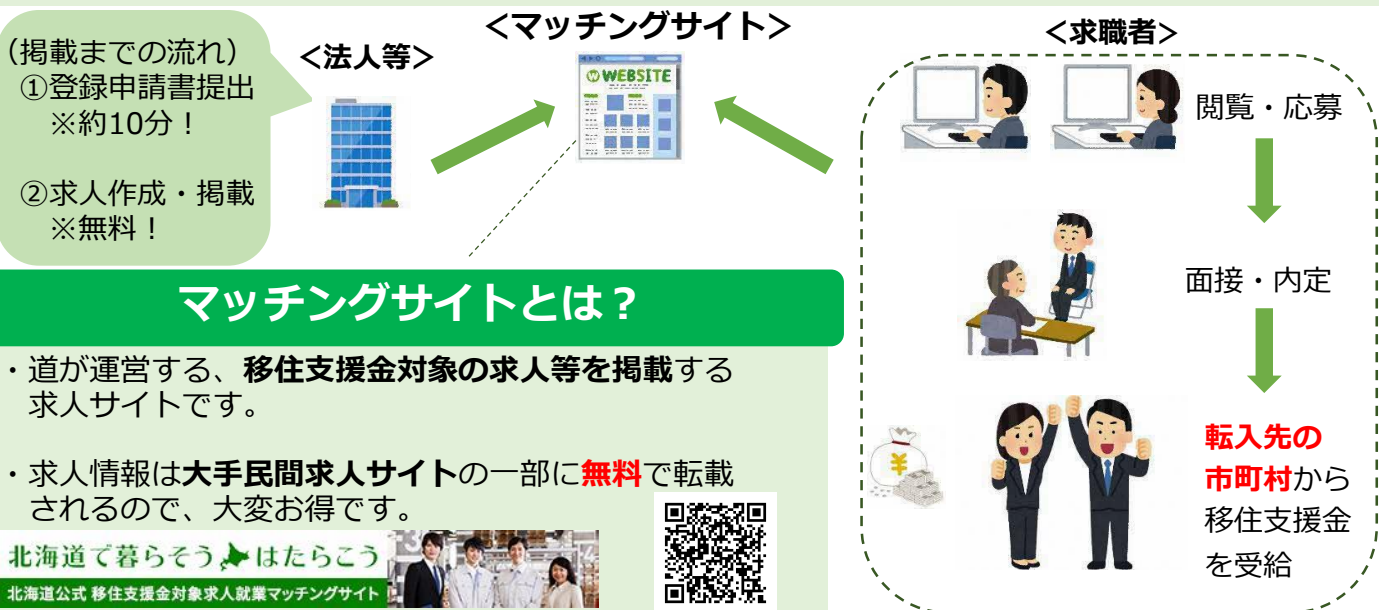 (掲載までの流れ)
①登録申請書提出
※約10分！
②求人作成・掲載
※無料！
<法人等>
<マッチングサイト>
WEBSITE
<求職者>
閲覧・応募
面接・内定
転入先の
市町村から
移住支援金
を受給
マッチングサイトとは？
・道が運営する、移住支援金対象の求人等を掲載する
求人サイトです。
・求人情報は大手民間求人サイトの一部に無料で転載
されるので、大変お得です。
北海道で暮らそう はたらこう
北海道公式 移住支援金対象求人就業マッチングサイト